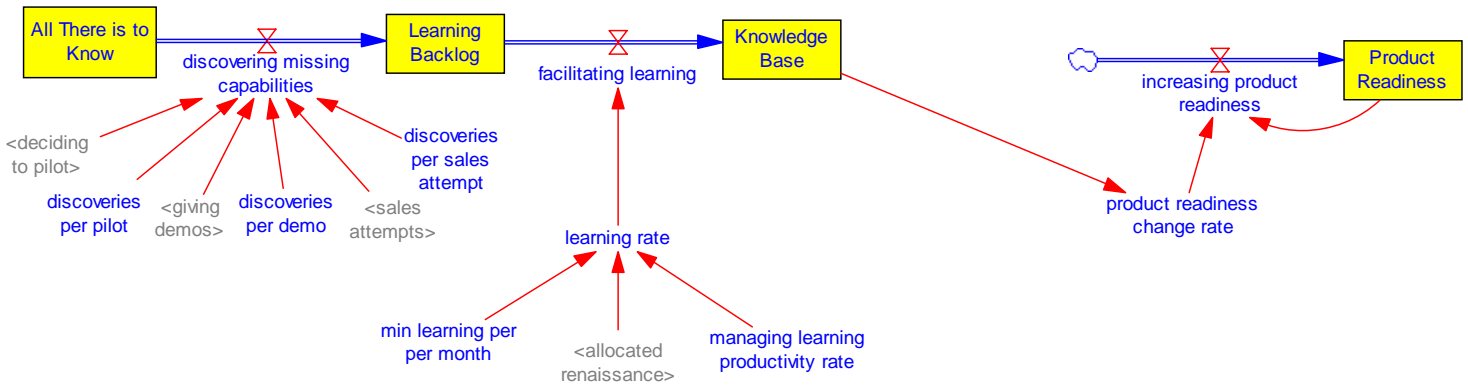 All There is to
Know
Learning
Backlog
Knowledge
Base
Product
Readiness
discovering missing
capabilities
facilitating learning
increasing product
readiness
<deciding
to pilot>
discoveries
per pilot
<giving
demos>
discoveries
per demo
<sales
attempts>
discoveries
per sales
attempt
product readiness
change rate
learning rate
min learning per
per month
<allocated
renaissance>
managing learning
productivity rate